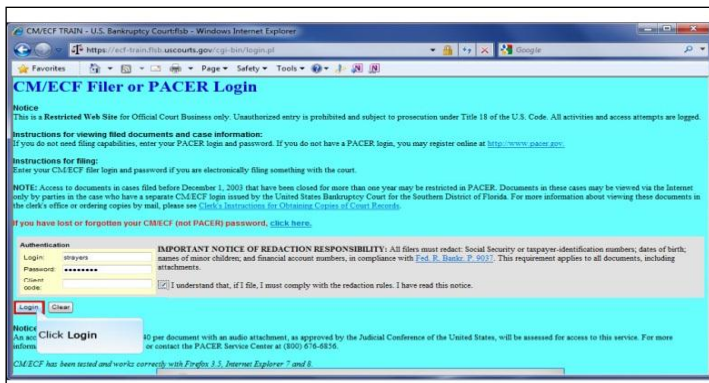 CM/ECF TRAIN - U.S. Bankruptcy Court:flsb - Windows Internet Explorer
https://ecf-train.flsb.uscourts.gov/cgi-bin/login.pl
Google
Favorites
Page
Safety
Tools
CM/ECF Filer or PACER Login
Notice
This is a Restricted Web Site for Official Court Business only. Unauthorized entry is prohibited and subject to prosecution under Title 18 of the U.S. Code. All activities and access attempts are logged.
Instructions for viewing filed documents and case information:
If you do not need filing capabilities, enter your PACER login and password. If you do not have a PACER login, you may register online at http://www.pacer.gov.
Instructions for filing:
Enter your CM/ECF filer login and password if you are electronically filing something with the court.
NOTE: Access to documents in cases filed before December 1, 2003 that have been closed for more than one year may be restricted in PACER. Documents in these cases may be viewed via the Internet
only by parties in the case who have a separate CM/ECF login issued by the United States Bankruptcy Court for the Southern District of Florida. For more information about viewing these documents in
the clerk's office or ordering copies by mail, please see Clerk's Instructions for Obtaining Copies of Court Records.
If you have lost or forgotten your CM/ECF (not PACER) password, click here.
Authentication
Login: strayers
Password: ••••••••
Client code:
IMPORTANT NOTICE OF REDACTION RESPONSIBILITY: All filers must redact: Social Security or taxpayer-identification numbers; dates of birth;
names of minor children; and financial account numbers, in compliance with Fed. R. Bankr. P. 9037. This requirement applies to all documents, including
attachments.
I understand that, if I file, I must comply with the redaction rules. I have read this notice.
Login Clear
Click Login
Notice
An acc
per document with an audio attachment, as approved by the Judicial Conference of the United States, will be assessed for access to this service. For more
inform
or contact the PACER Service Center at (800) 676-6856.
CM/ECF has been tested and works correctly with Firefox 3.5, Internet Explorer 7 and 8.